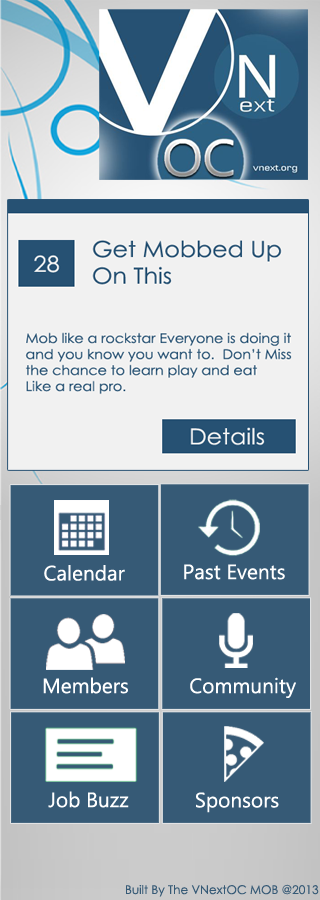 V N
ext
OC
vnext.org
28
Get Mobbed Up
On This
Mob like a rockstar Everyone is doing it
and you know you want to.  Don't Miss
the chance to learn play and eat
Like a real pro.
Details
Calendar
Past Events
Members
Community
Job Buzz
Sponsors
Built By The VNextOC MOB @2013